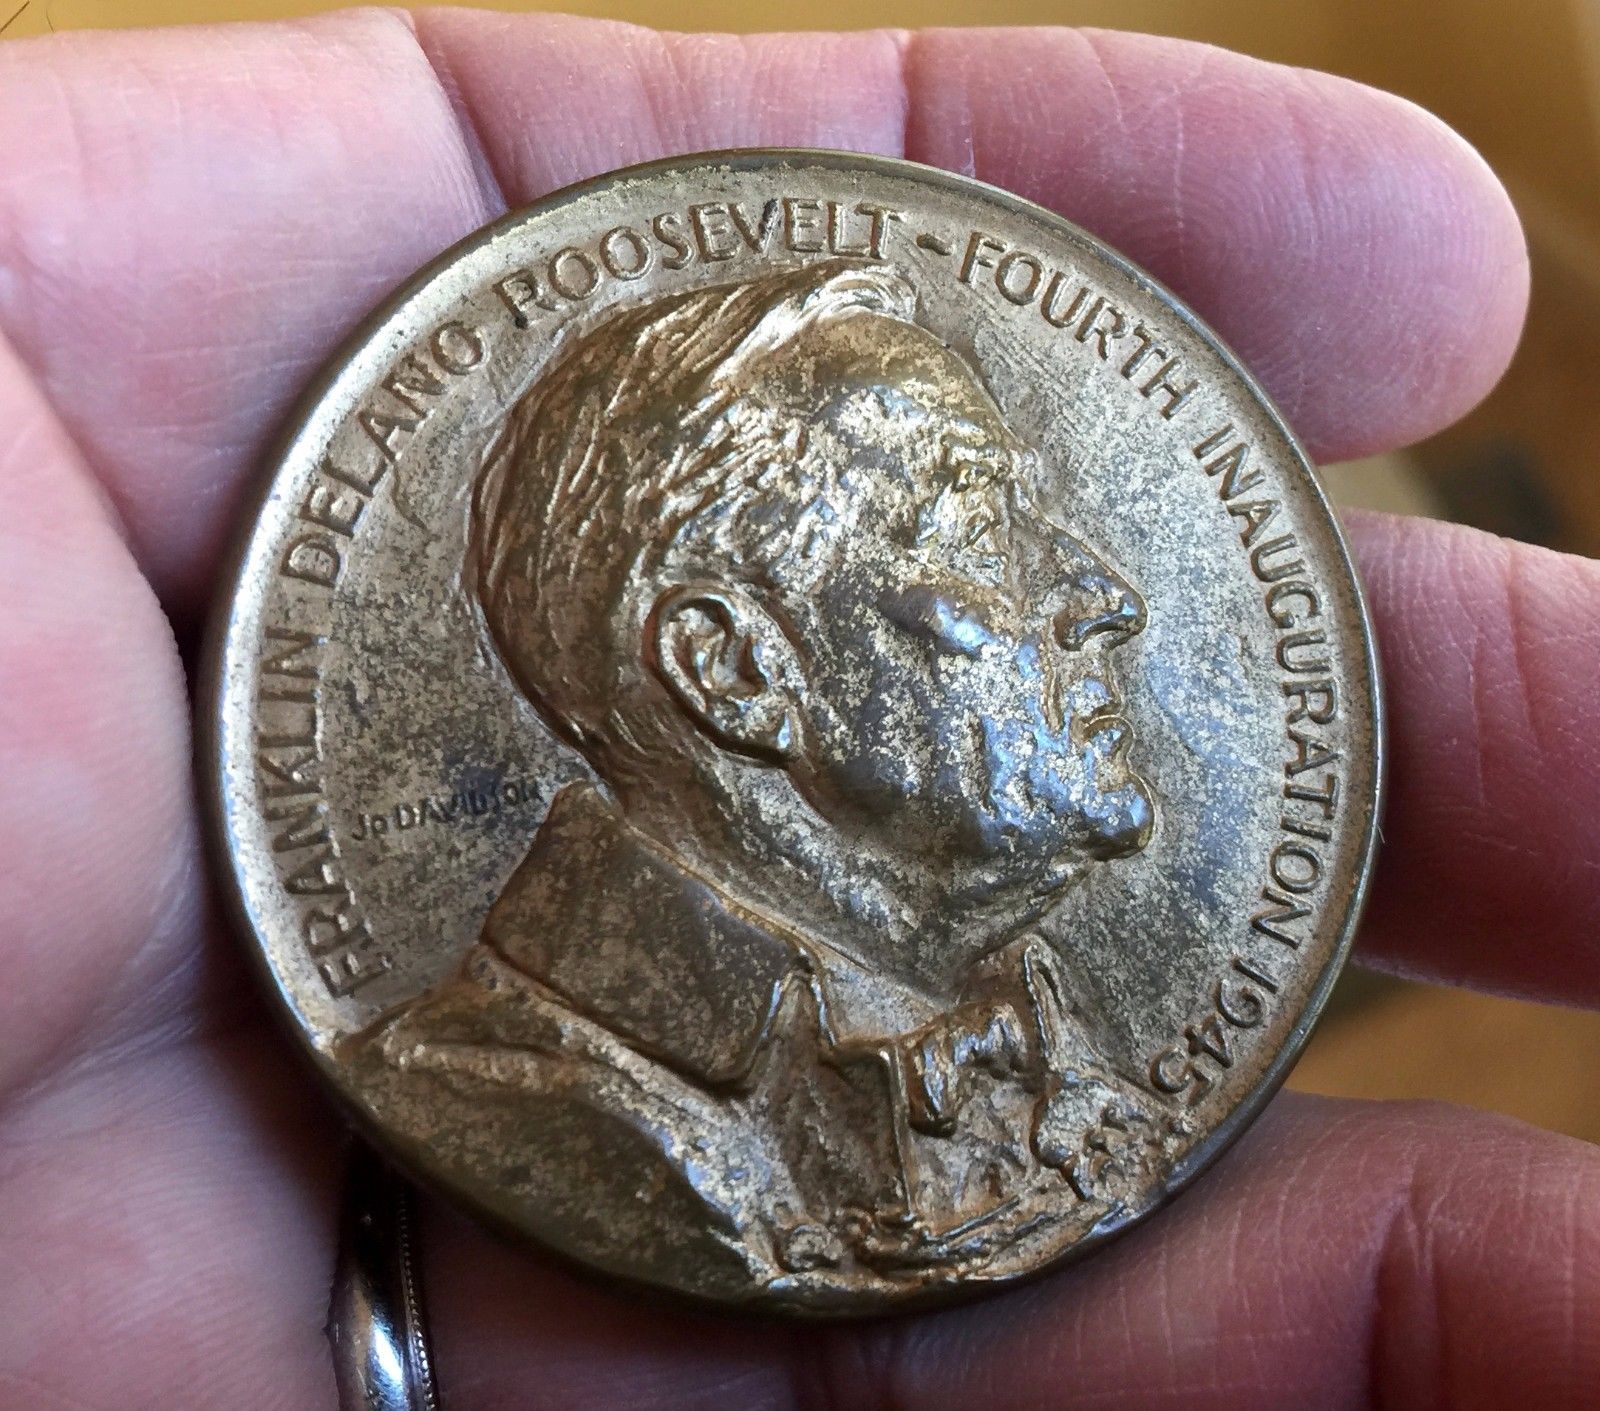 FRANKLIN DELANO ROOSEVELT - FOURTH INAUGURATION 1945
Jo DAVIDSON